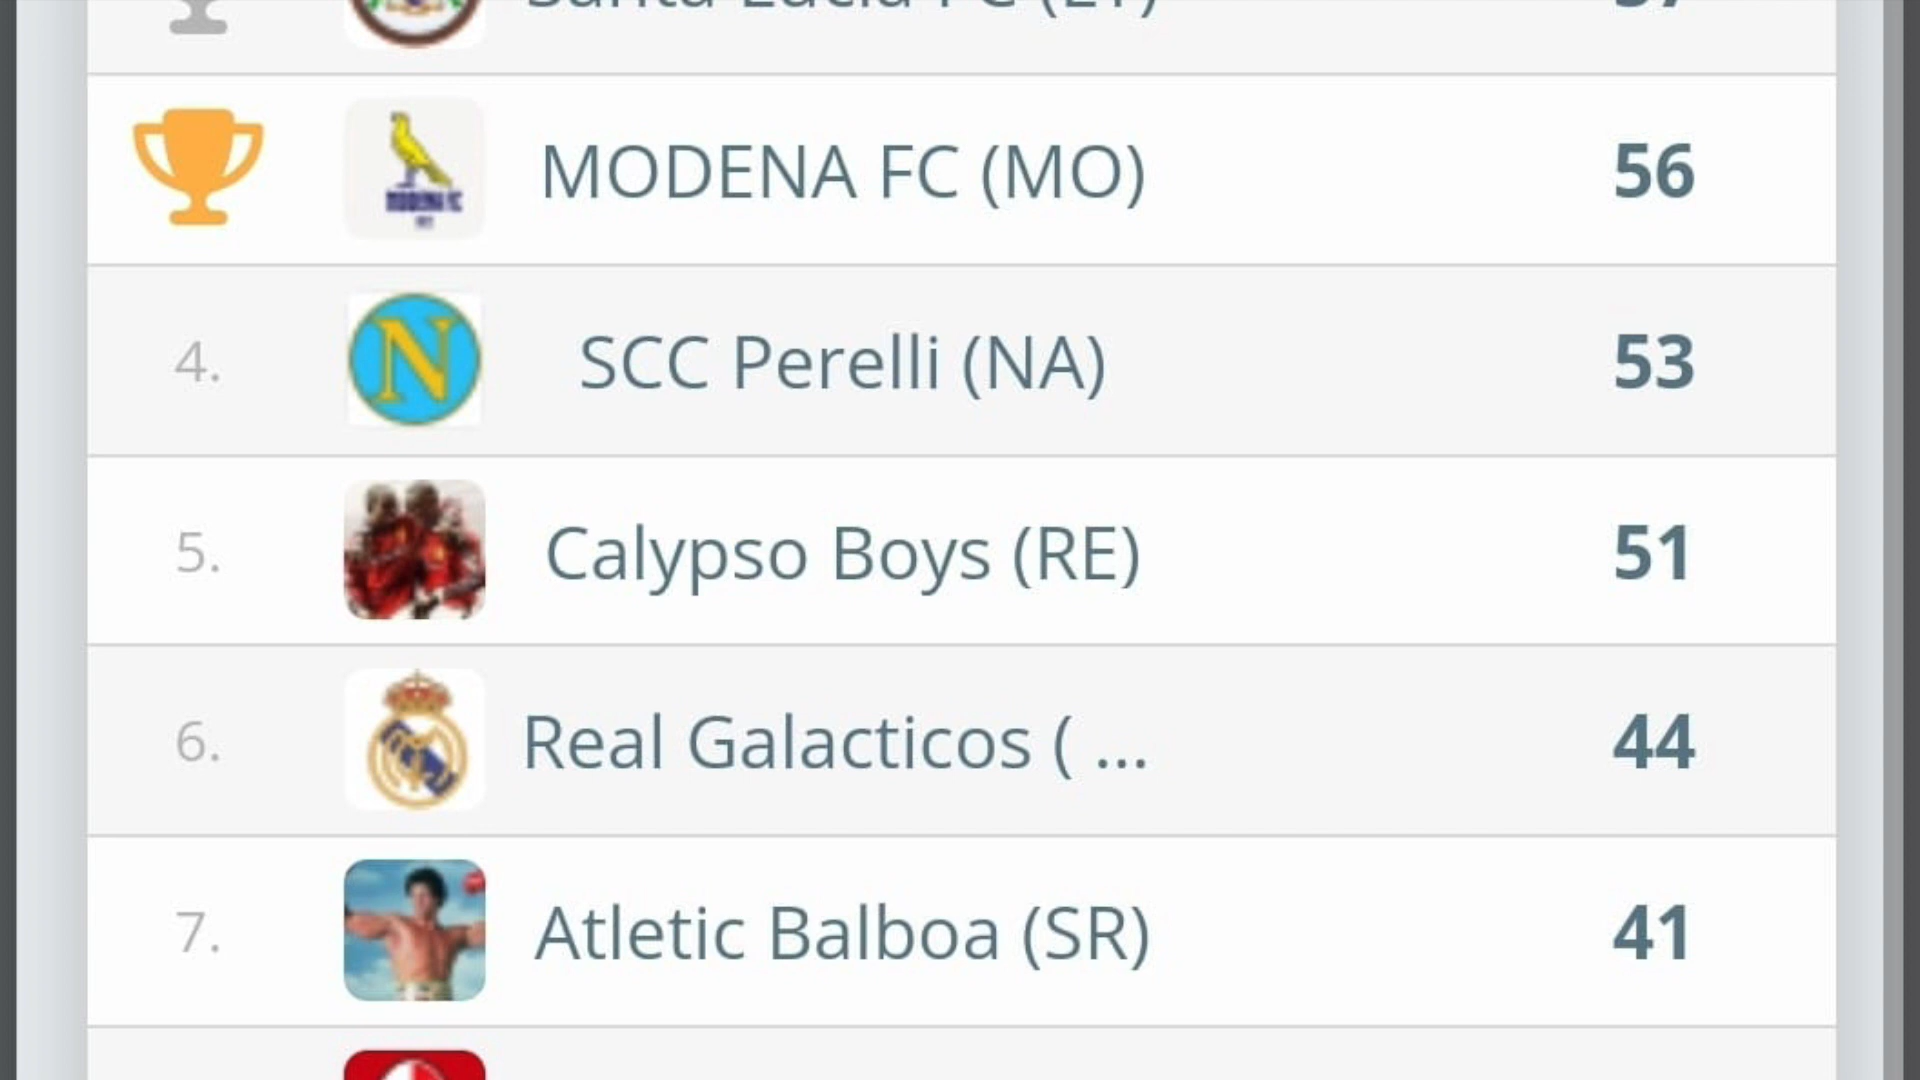 MODENA FC (MO) 56
4. SCC Perelli (NA) 53
5. Calypso Boys (RE) 51
6. Real Galacticos ( ... 44
7. Atletic Balboa (SR) 41